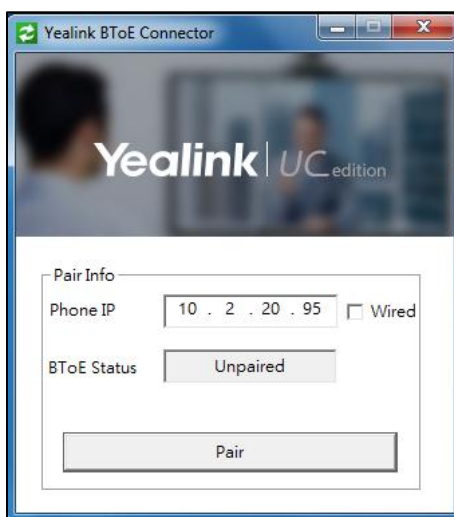 Yealink BToE Connector
Yealink | UC edition
Pair Info
Phone IP 10 . 2 . 20 . 95 Wired
BToE Status Unpaired
Pair